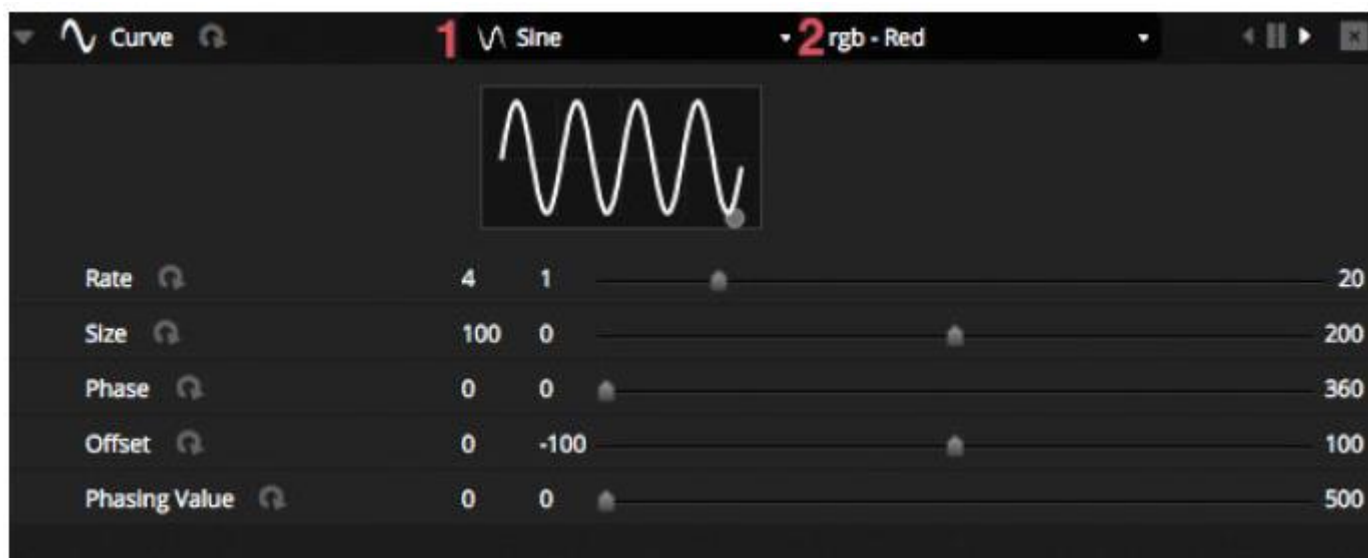 Curve 1 Sine 2 rgb - Red
Rate 4 1 20
Size 100 0 200
Phase 0 0 360
Offset 0 -100 100
Phasing Value 0 0 500